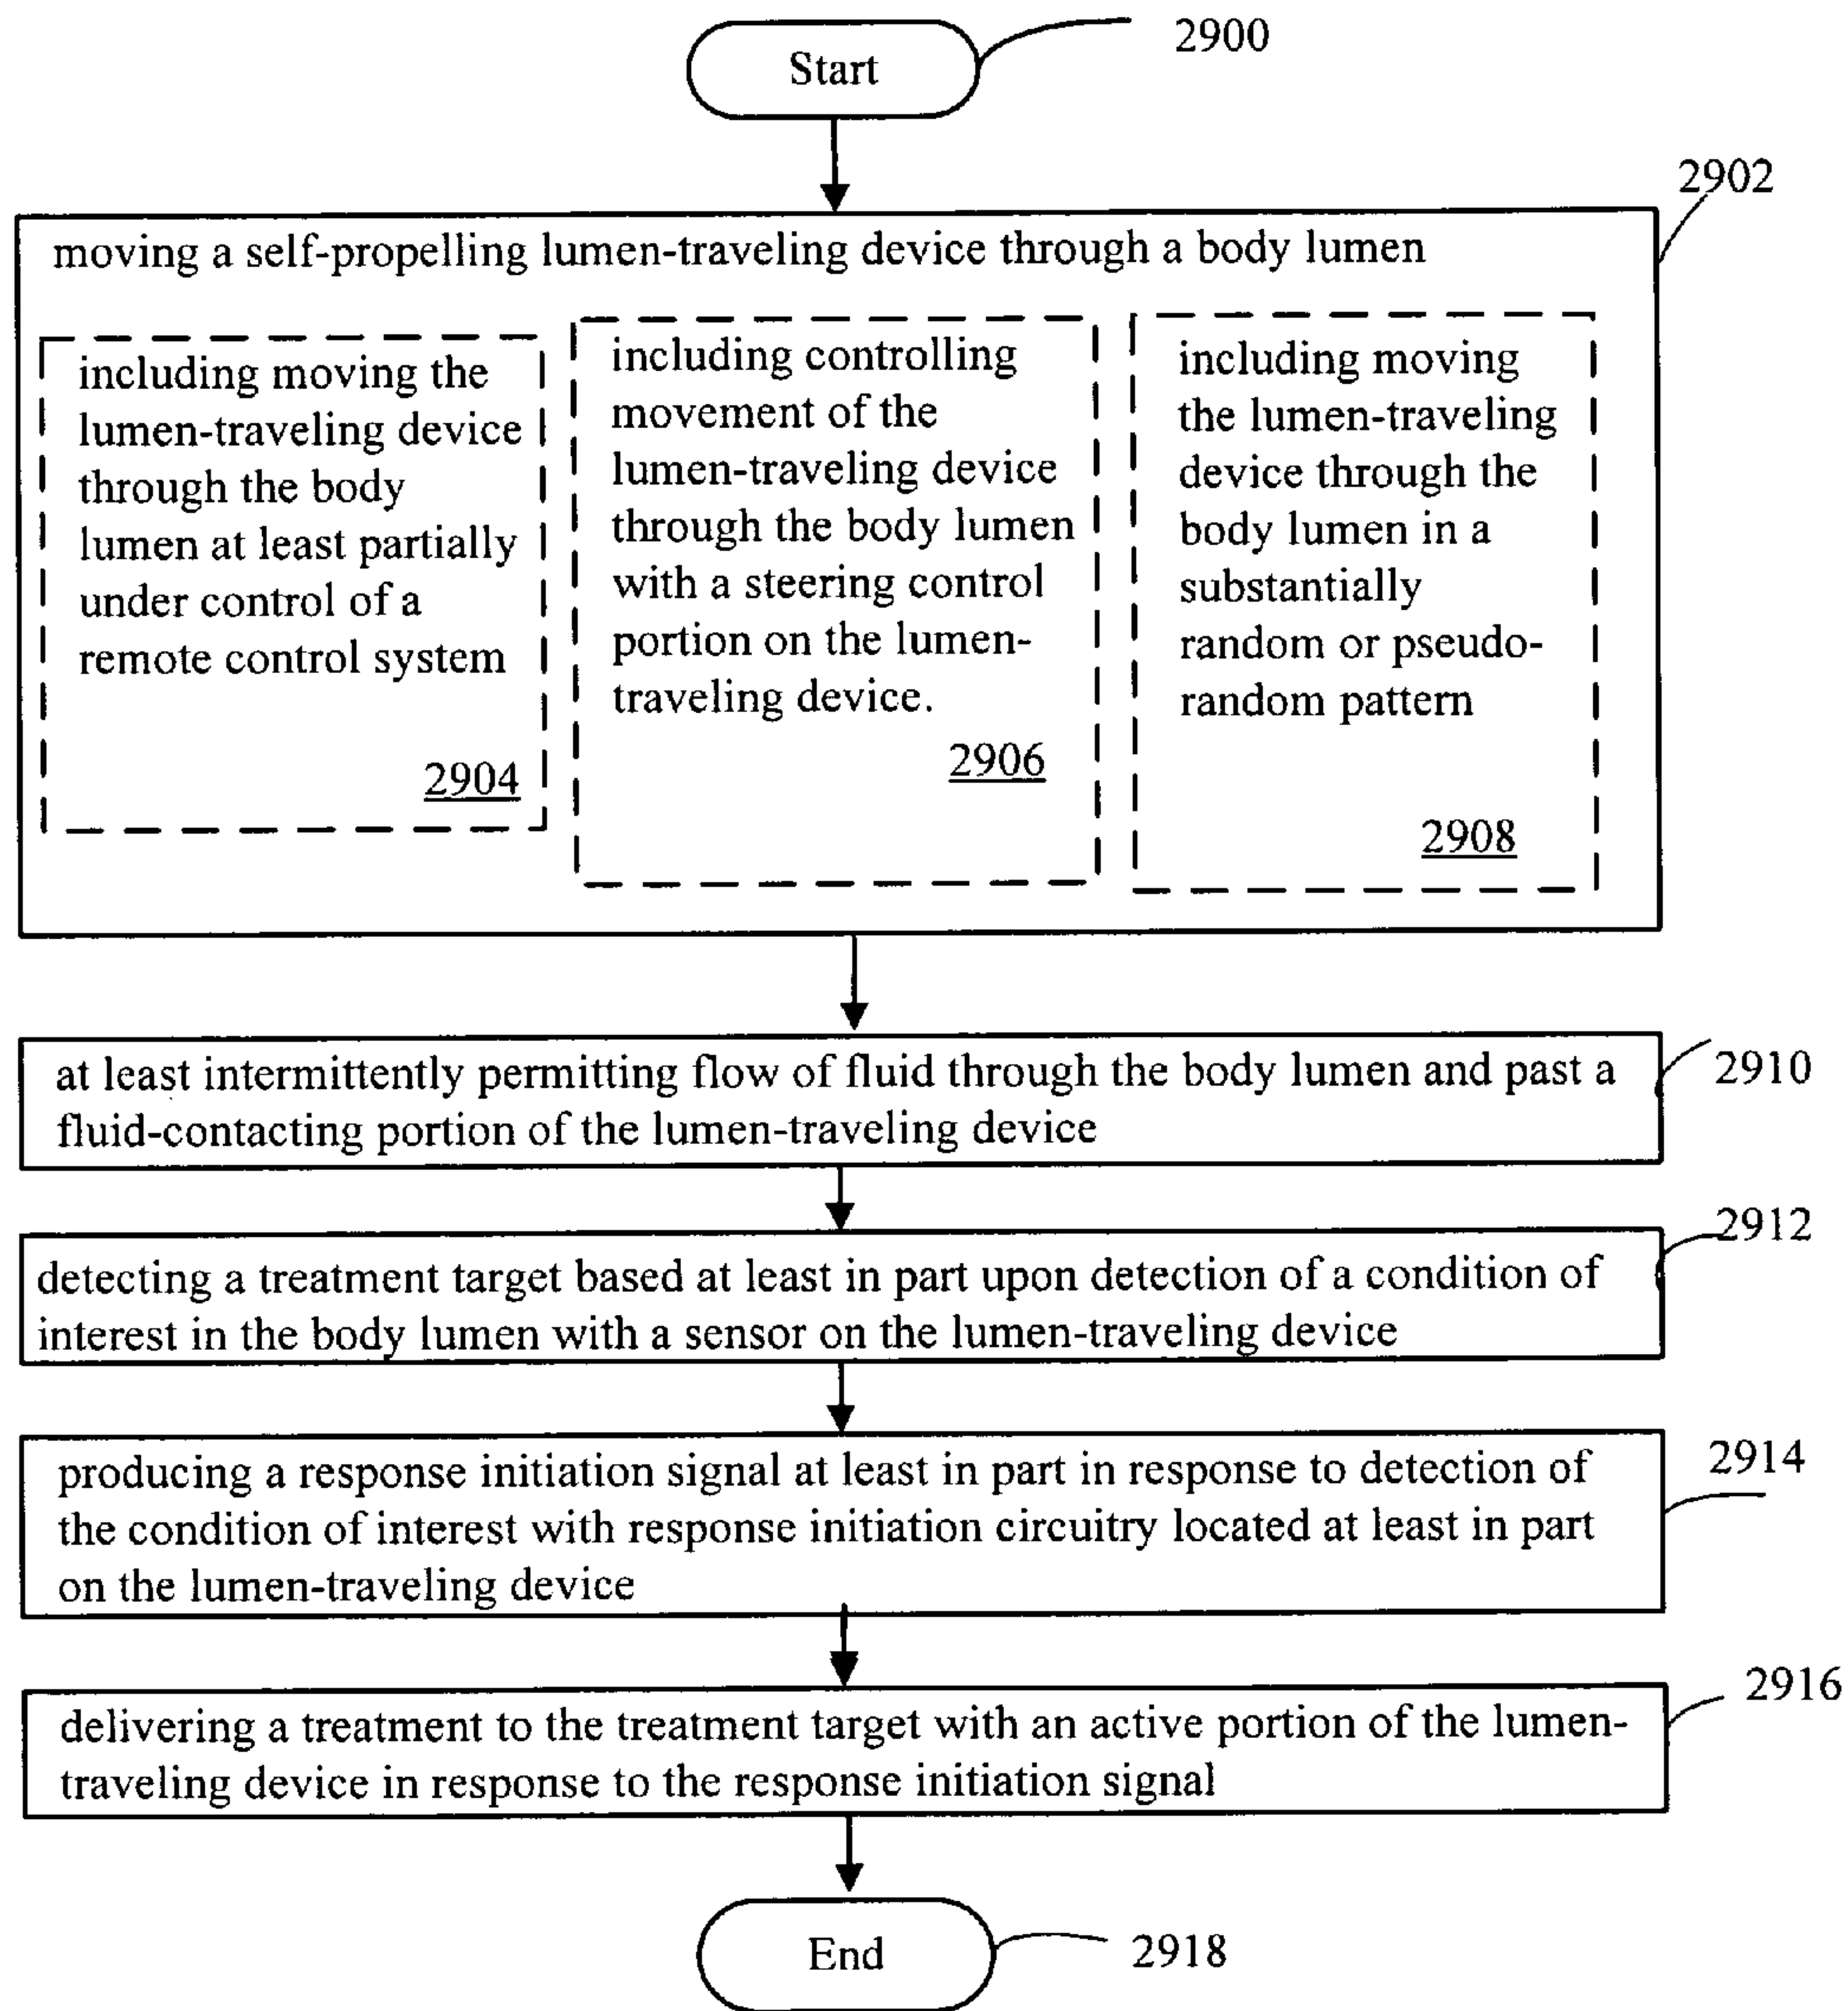 Start
2900
2902
moving a self-propelling lumen-traveling device through a body lumen
including moving the
lumen-traveling device
through the body
lumen at least partially
under control of a
remote control system
2904
including controlling
movement of the
lumen-traveling device
through the body lumen
with a steering control
portion on the lumen-
traveling device.
2906
including moving
the lumen-traveling
device through the
body lumen in a
substantially
random or pseudo-
random pattern
2908
at least intermittently permitting flow of fluid through the body lumen and past a
fluid-contacting portion of the lumen-traveling device
2910
detecting a treatment target based at least in part upon detection of a condition of
interest in the body lumen with a sensor on the lumen-traveling device
2912
producing a response initiation signal at least in part in response to detection of
the condition of interest with response initiation circuitry located at least in part
on the lumen-traveling device
2914
delivering a treatment to the treatment target with an active portion of the lumen-
traveling device in response to the response initiation signal
2916
End
2918